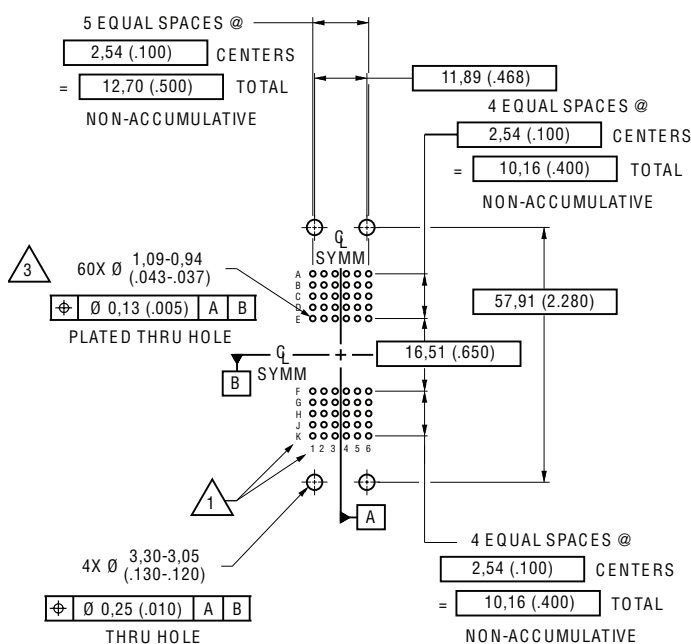 5 EQUAL SPACES @
2,54 (.100) CENTERS
= 12,70 (.500) TOTAL
NON-ACCUMULATIVE
11,89 (.468)
4 EQUAL SPACES @
2,54 (.100) CENTERS
= 10,16 (.400) TOTAL
NON-ACCUMULATIVE
CL
SYMM
3
60X Ø 1,09-0,94
(.043-.037)
Ø 0,13 (.005) A B
PLATED THRU HOLE
A
B
C
D
E
57,91 (2.280)
16,51 (.650)
CL
SYMM
B
F
G
H
J
K
1 2 3 4 5 6
1
A
4X Ø 3,30-3,05
(.130-.120)
Ø 0,25 (.010) A B
THRU HOLE
4 EQUAL SPACES @
2,54 (.100) CENTERS
= 10,16 (.400) TOTAL
NON-ACCUMULATIVE